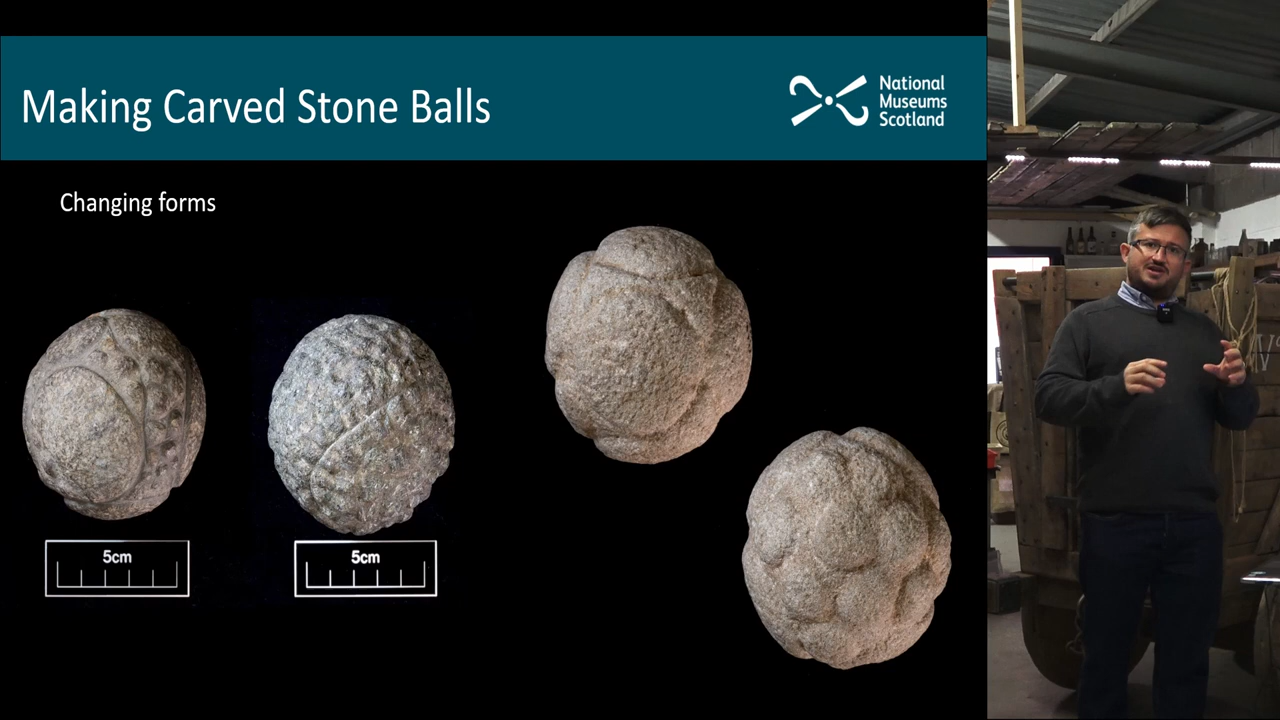 Making Carved Stone Balls
National
Museums
Scotland
Changing forms
5cm
5cm